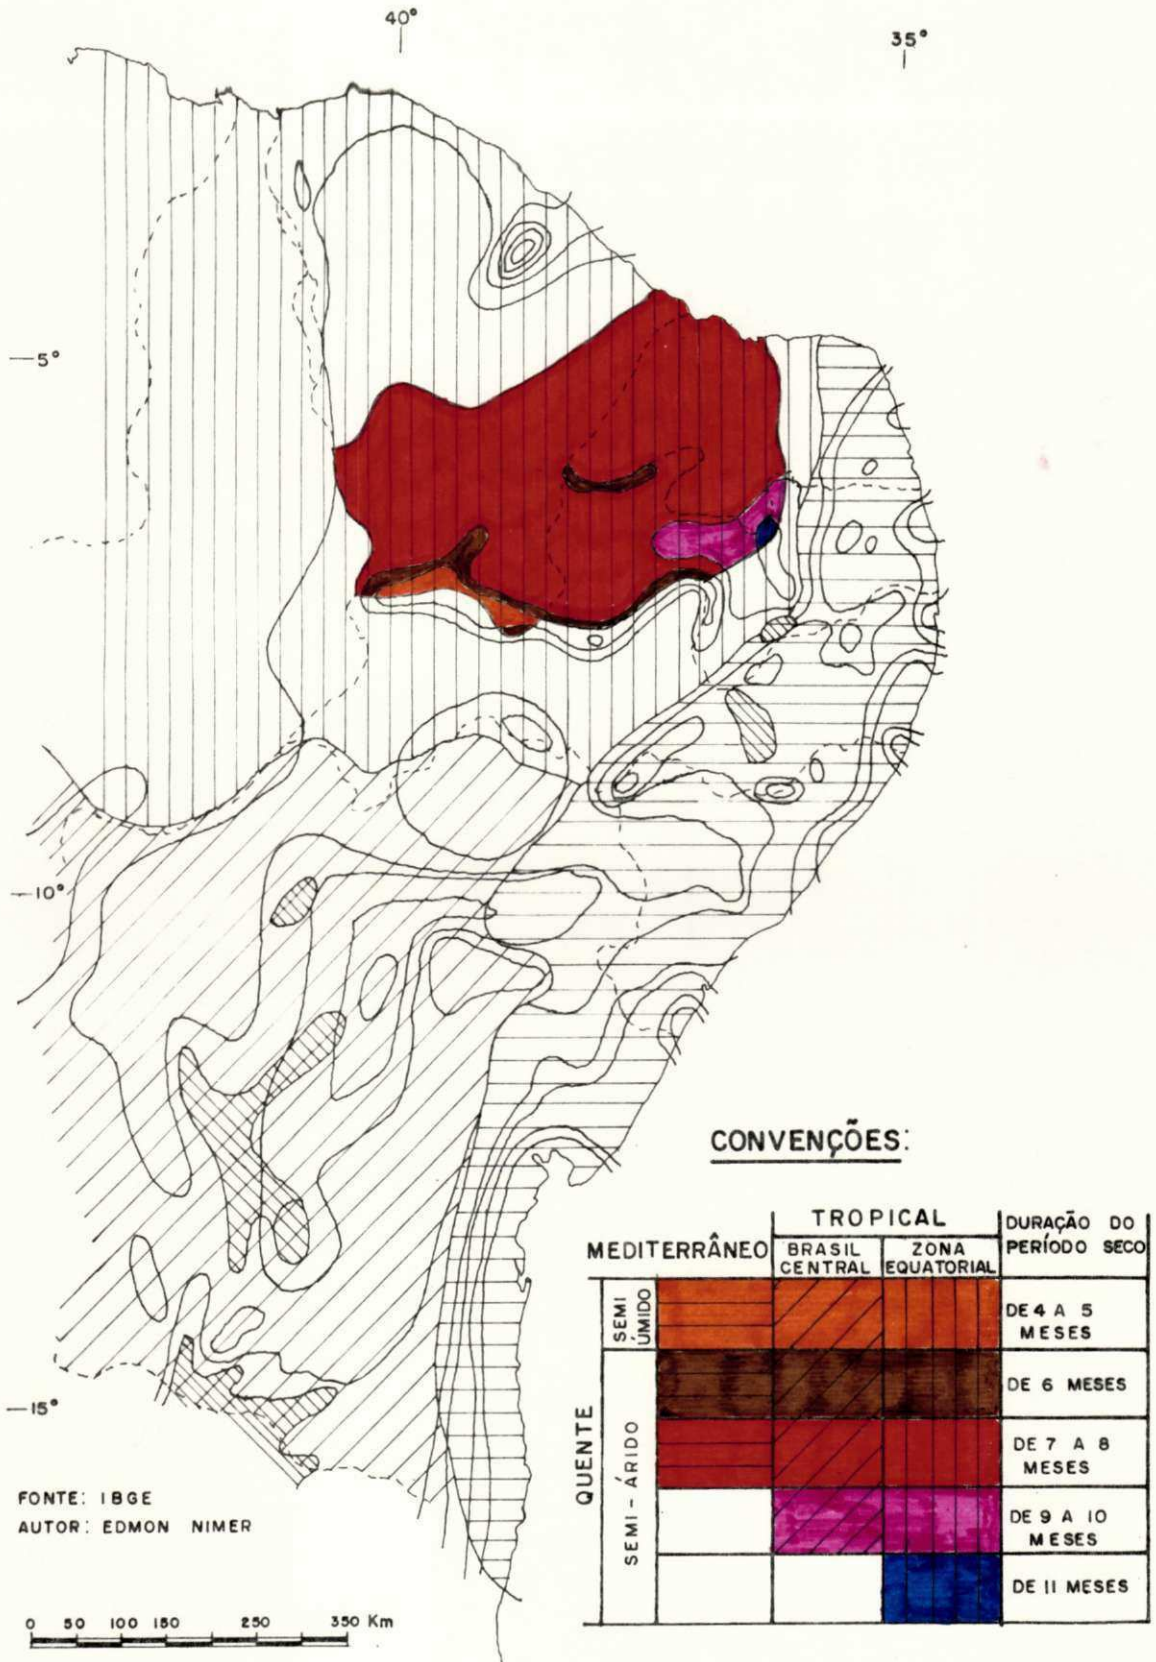 40°
35°
5°
10°
15°
CONVENÇÕES:
TROPICAL
DURAÇÃO DO
PERÍODO SECO
MEDITERRÂNEO
BRASIL
CENTRAL
ZONA
EQUATORIAL
QUENTE
SEMI
ÚMIDO
DE 4 A 5
MESES
SEMI-ÁRIDO
DE 6 MESES
DE 7 A 8
MESES
DE 9 A 10
MESES
DE 11 MESES
FONTE: IBGE
AUTOR: EDMON NIMER
0 50 100 150 250 350 Km